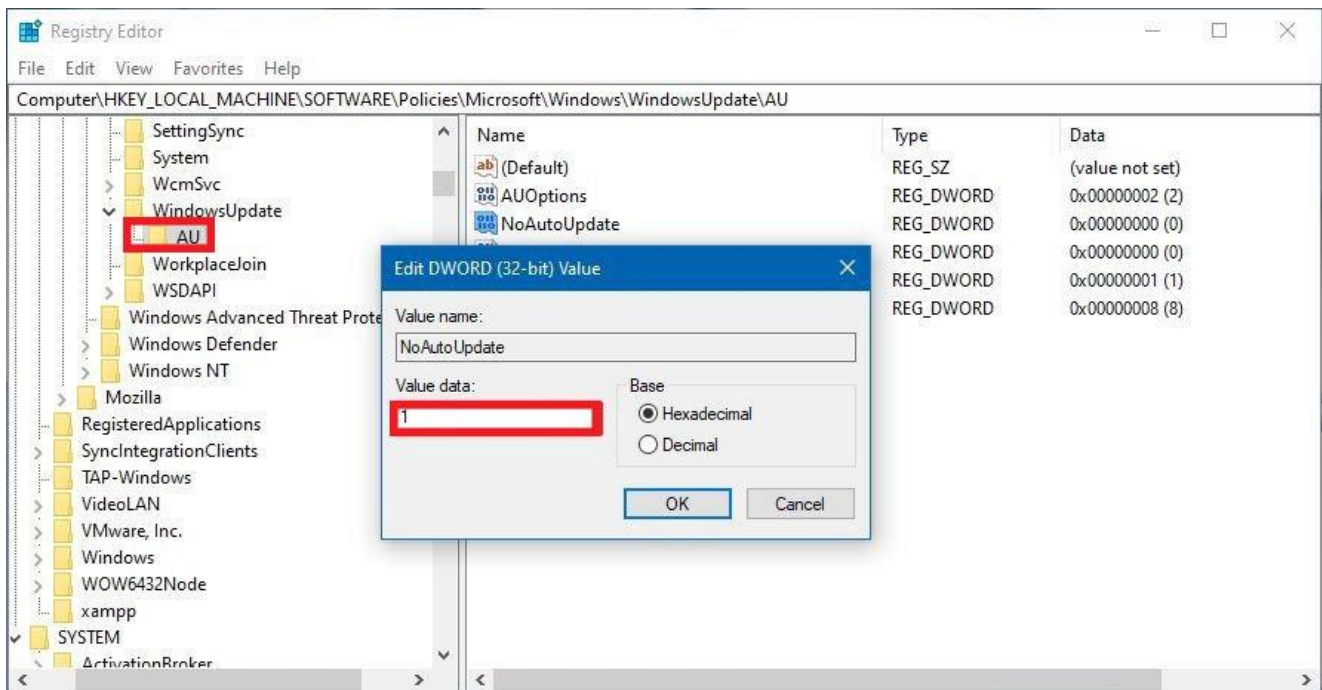 Registry Editor
File Edit View Favorites Help
Computer\HKEY_LOCAL_MACHINE\SOFTWARE\Policies\Microsoft\Windows\WindowsUpdate\AU
SettingSync
System
WcmSvc
WindowsUpdate
AU
WorkplaceJoin
WSDAPI
Windows Advanced Threat Prote
Windows Defender
Windows NT
Mozilla
RegisteredApplications
SyncIntegrationClients
TAP-Windows
VideoLAN
VMware, Inc.
Windows
WOW6432Node
xampp
SYSTEM
ActivationBroker
Name Type Data
(Default) REG_SZ (value not set)
AUOptions REG_DWORD 0x00000002 (2)
NoAutoUpdate REG_DWORD 0x00000000 (0)
REG_DWORD 0x00000000 (0)
REG_DWORD 0x00000001 (1)
REG_DWORD 0x00000008 (8)
Edit DWORD (32-bit) Value
Value name:
NoAutoUpdate
Value data:
1
Base
Hexadecimal
Decimal
OK Cancel